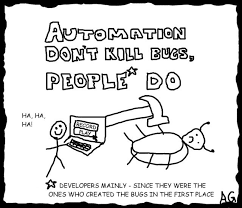 AUTOMATION
DON'T KILL BUGS,
PEOPLE* DO
HA, HA,
HA!
RECORD
PLAY
* DEVELOPERS MAINLY - SINCE THEY WERE THE
ONES WHO CREATED THE BUGS IN THE FIRST PLACE
AG